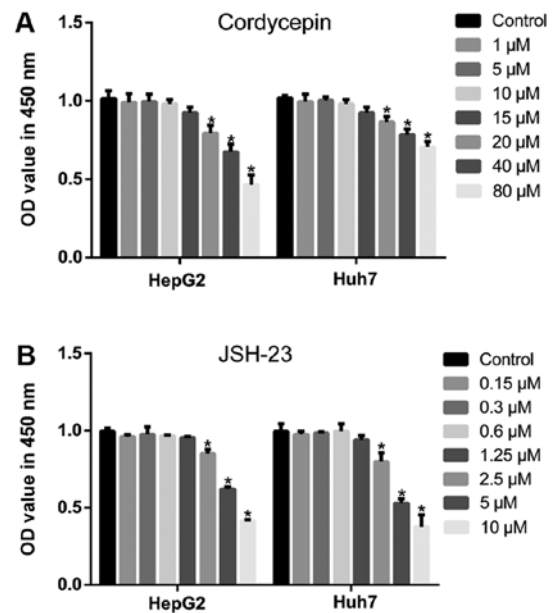 A
Cordycepin
OD value in 450 nm
1.5
1.0
0.5
0.0
*
*
*
*
*
*
HepG2
Huh7
Control
1 µM
5 µM
10 µM
15 µM
20 µM
40 µM
80 µM
B
JSH-23
OD value in 450 nm
1.5
1.0
0.5
0.0
*
*
*
*
*
*
HepG2
Huh7
Control
0.15 µM
0.3 µM
0.6 µM
1.25 µM
2.5 µM
5 µM
10 µM